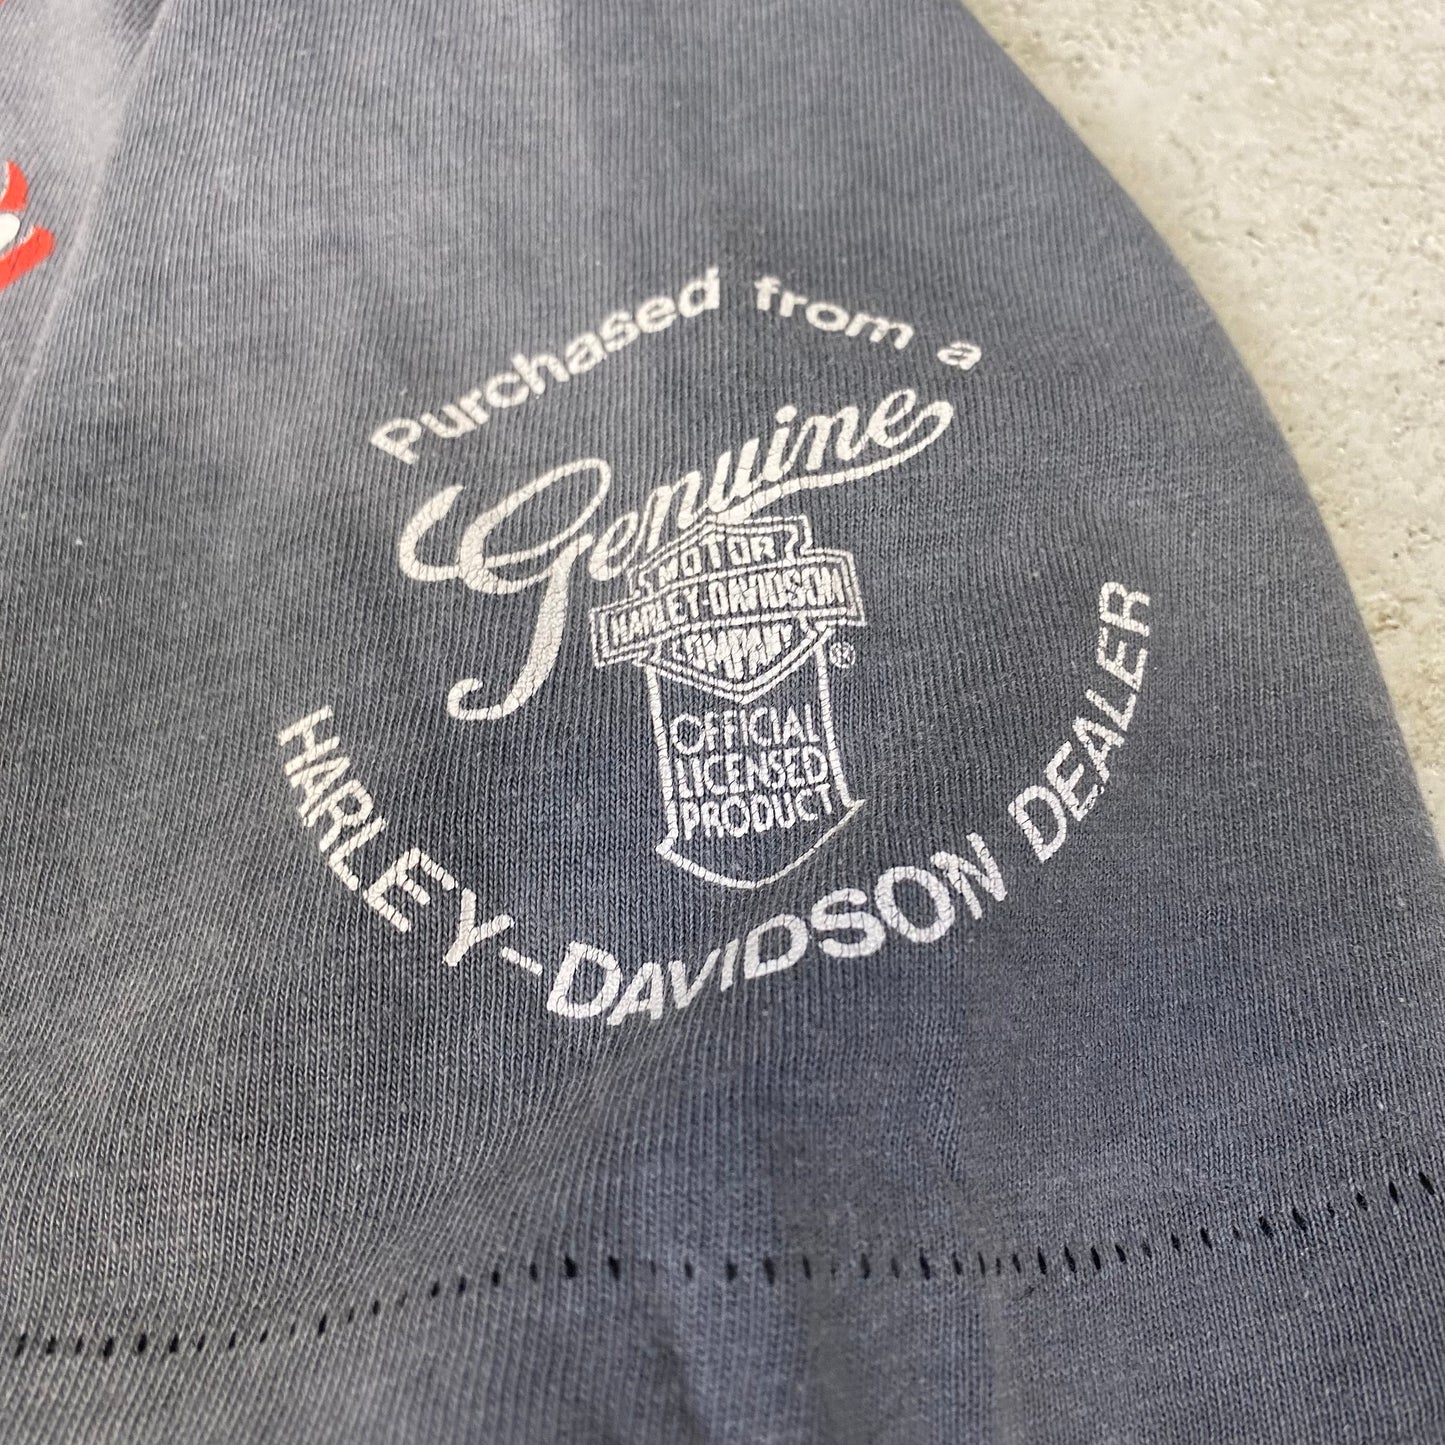 Purchased from a
Genuine
MOTOR
HARLEY-DAVIDSON
COMPANY
®
OFFICIAL
LICENSED
PRODUCT
HARLEY-DAVIDSON DEALER